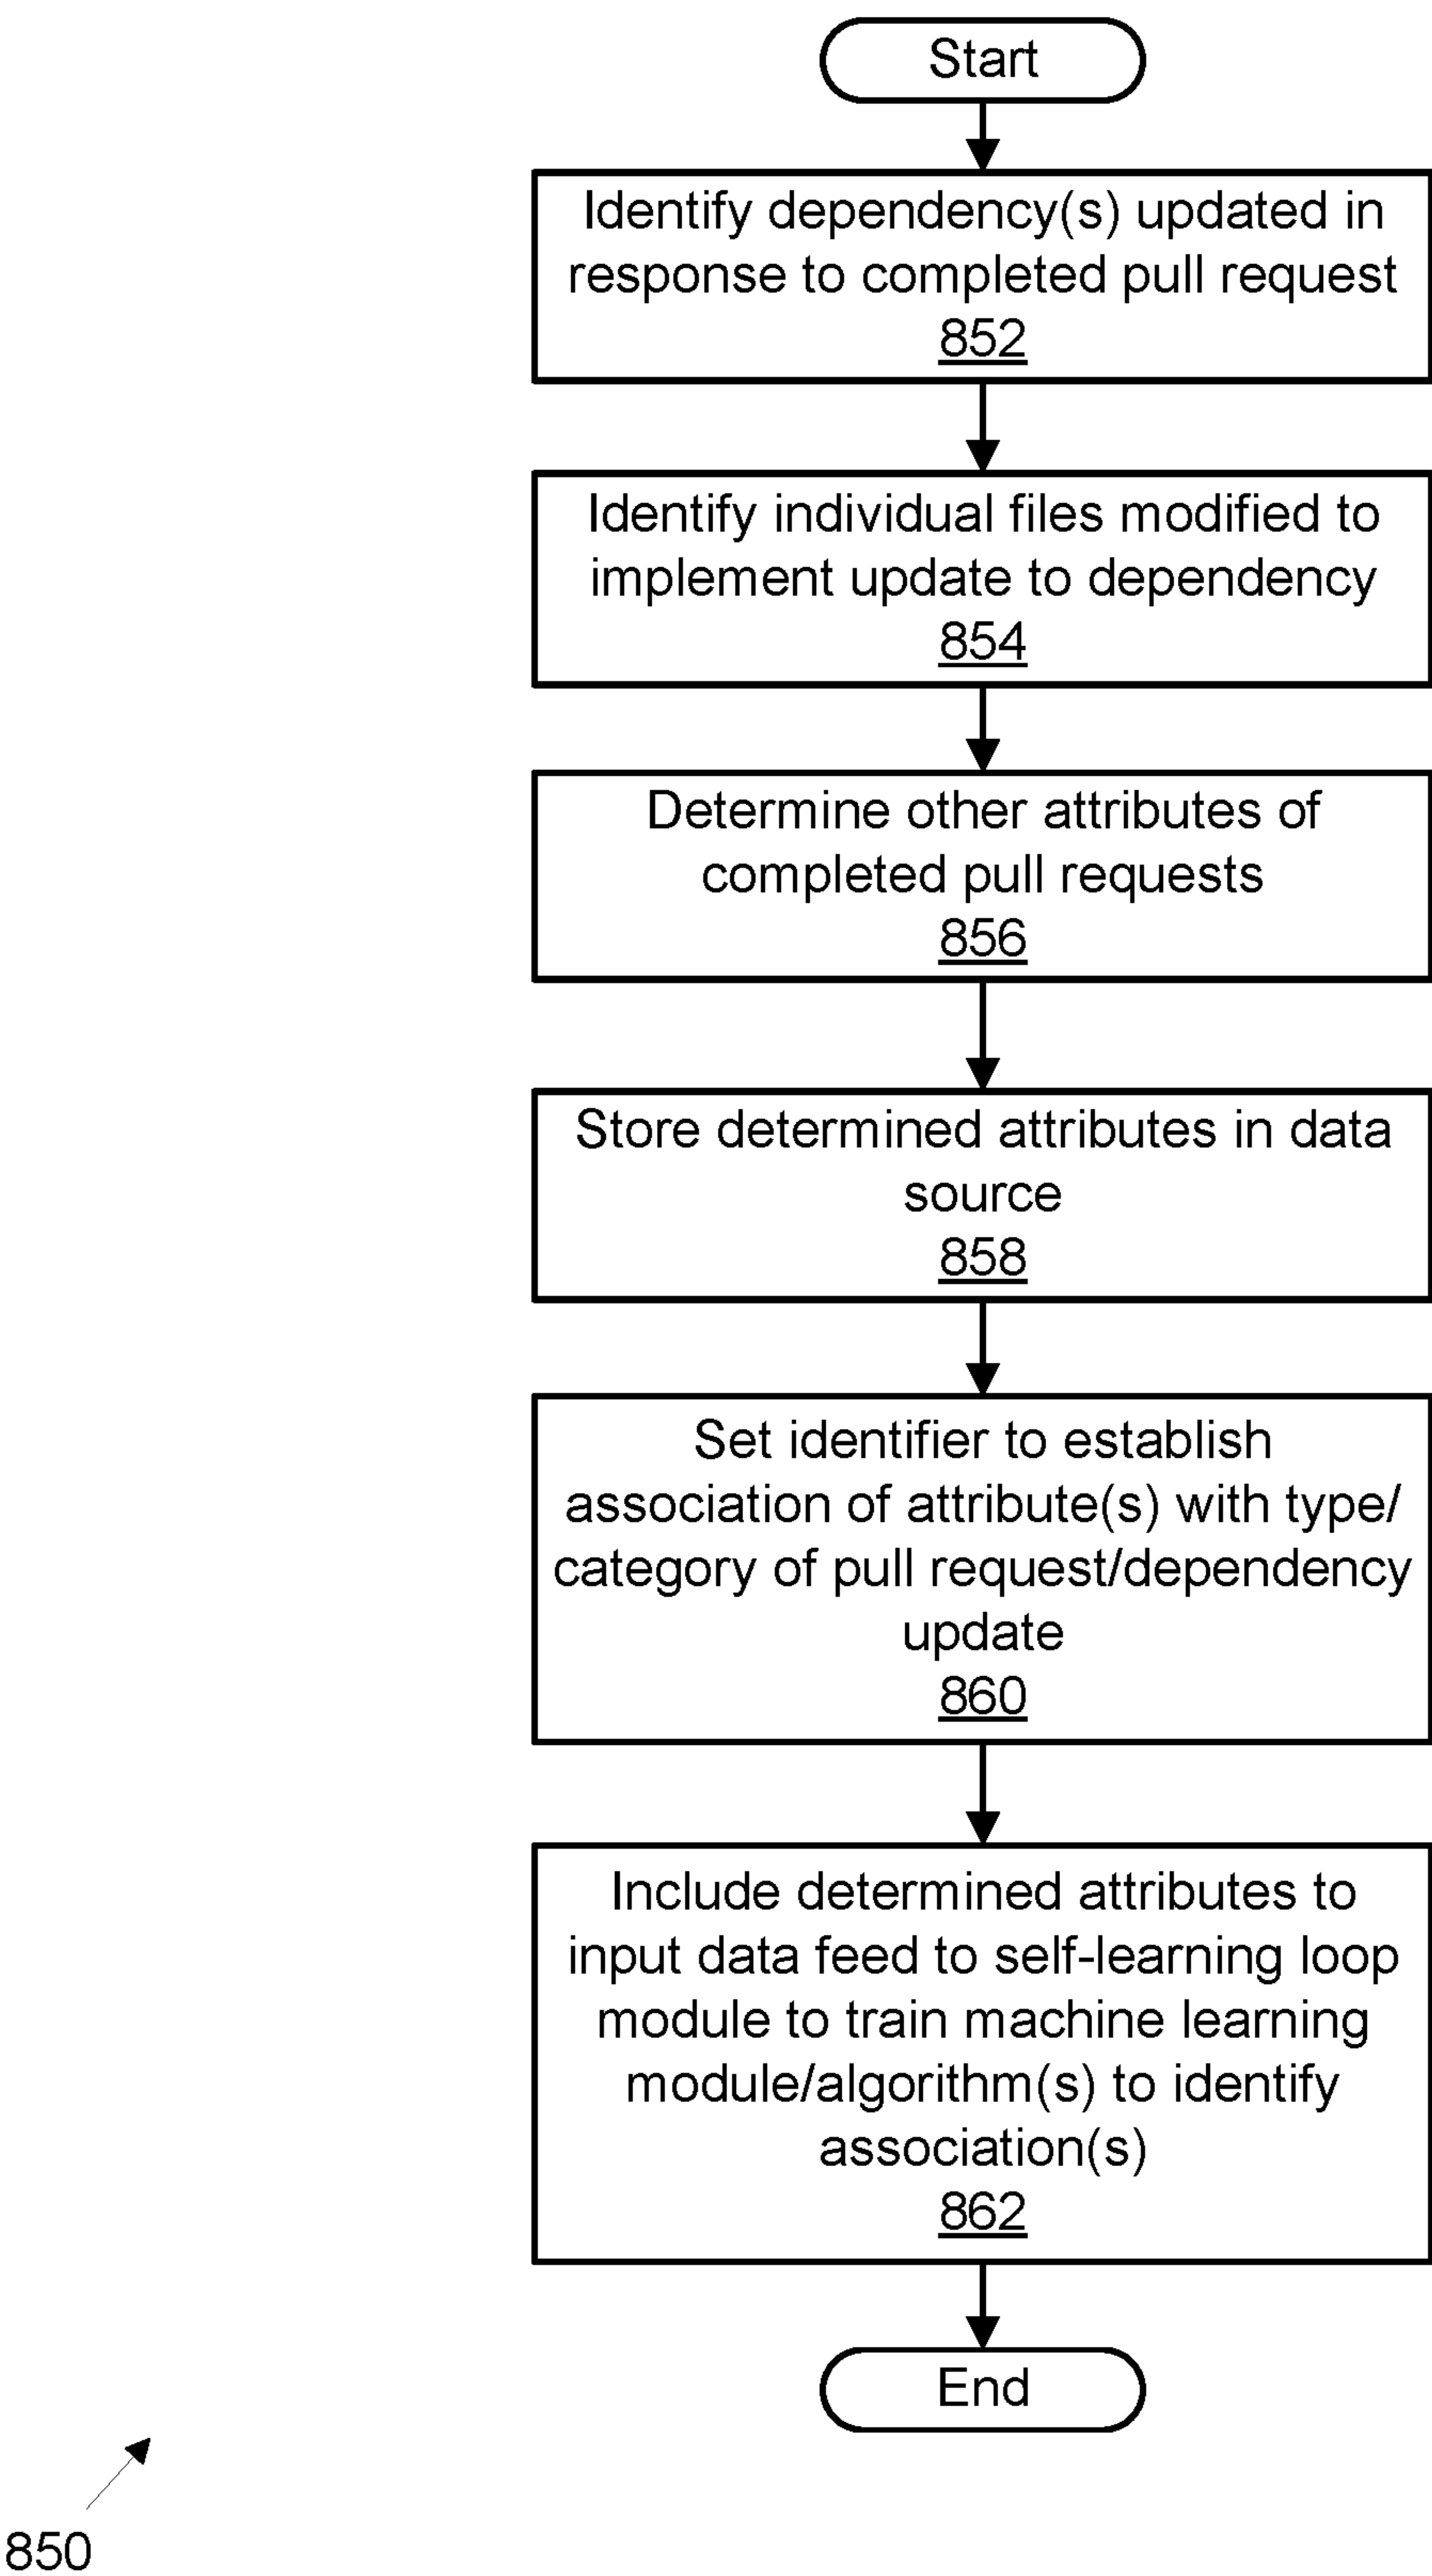 Start
Identify dependency(s) updated in
response to completed pull request
852
Identify individual files modified to
implement update to dependency
854
Determine other attributes of
completed pull requests
856
Store determined attributes in data
source
858
Set identifier to establish
association of attribute(s) with type/
category of pull request/dependency
update
860
Include determined attributes to
input data feed to self-learning loop
module to train machine learning
module/algorithm(s) to identify
association(s)
862
End
850